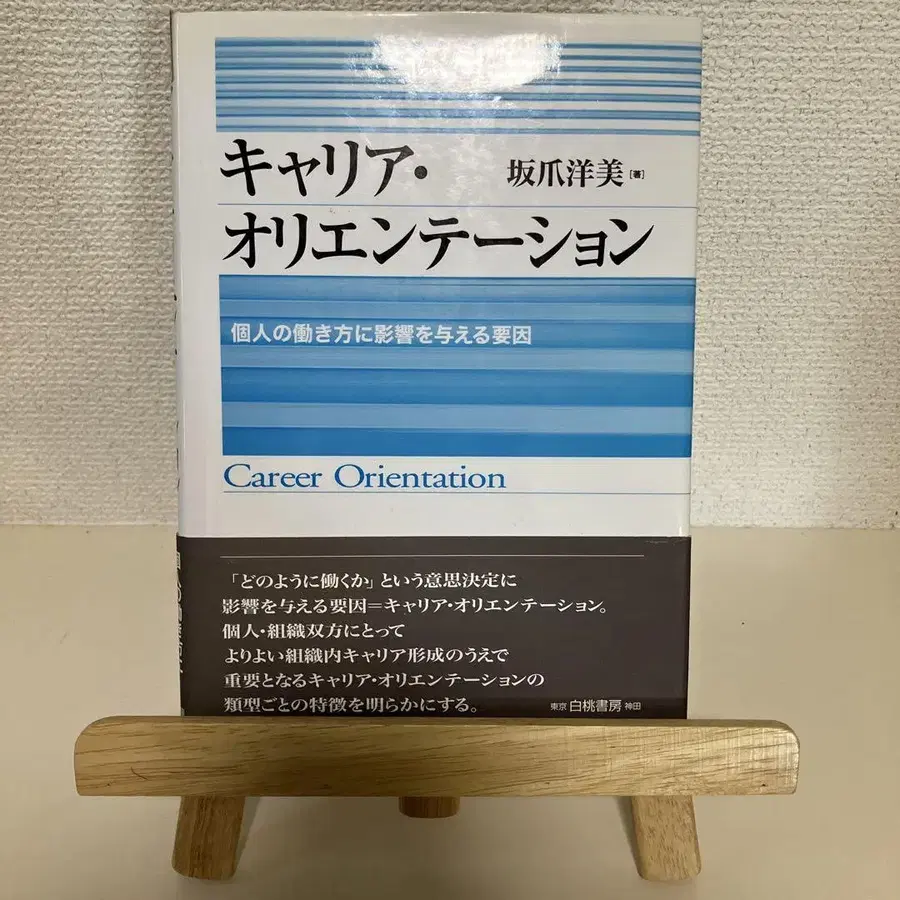 キャリア・
坂爪洋美[著]
オリエンテーション
個人の働き方に影響を与える要因
Career Orientation
「どのように働くか」という意思決定に
影響を与える要因=キャリア・オリエンテーション。
個人・組織双方にとって
よりよい組織内キャリア形成のうえで
重要となるキャリア・オリエンテーションの
類型ごとの特徴を明らかにする。
東京 白桃書房 神田